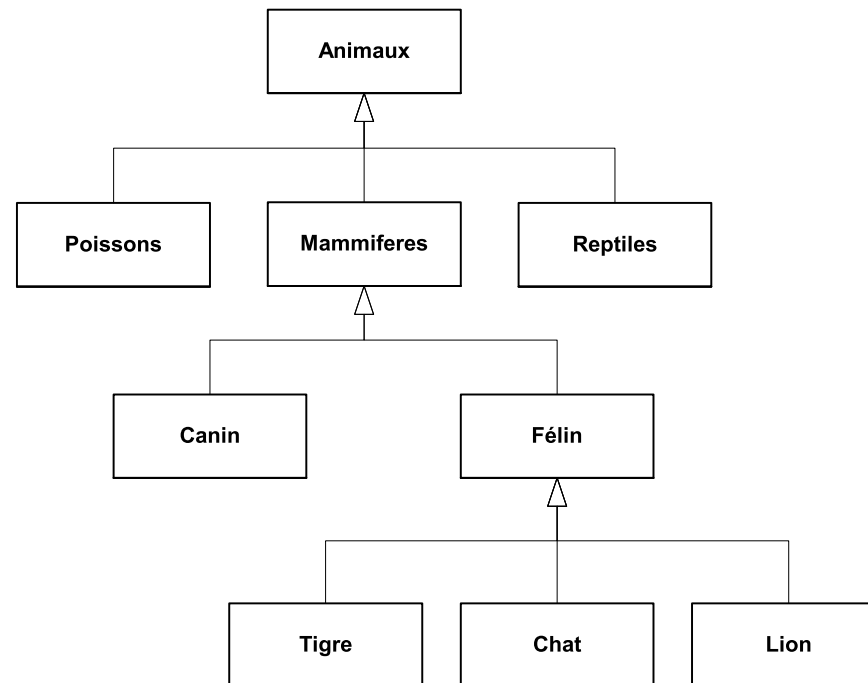 Animaux
Poissons
Mammiferes
Reptiles
Canin
Félin
Tigre
Chat
Lion